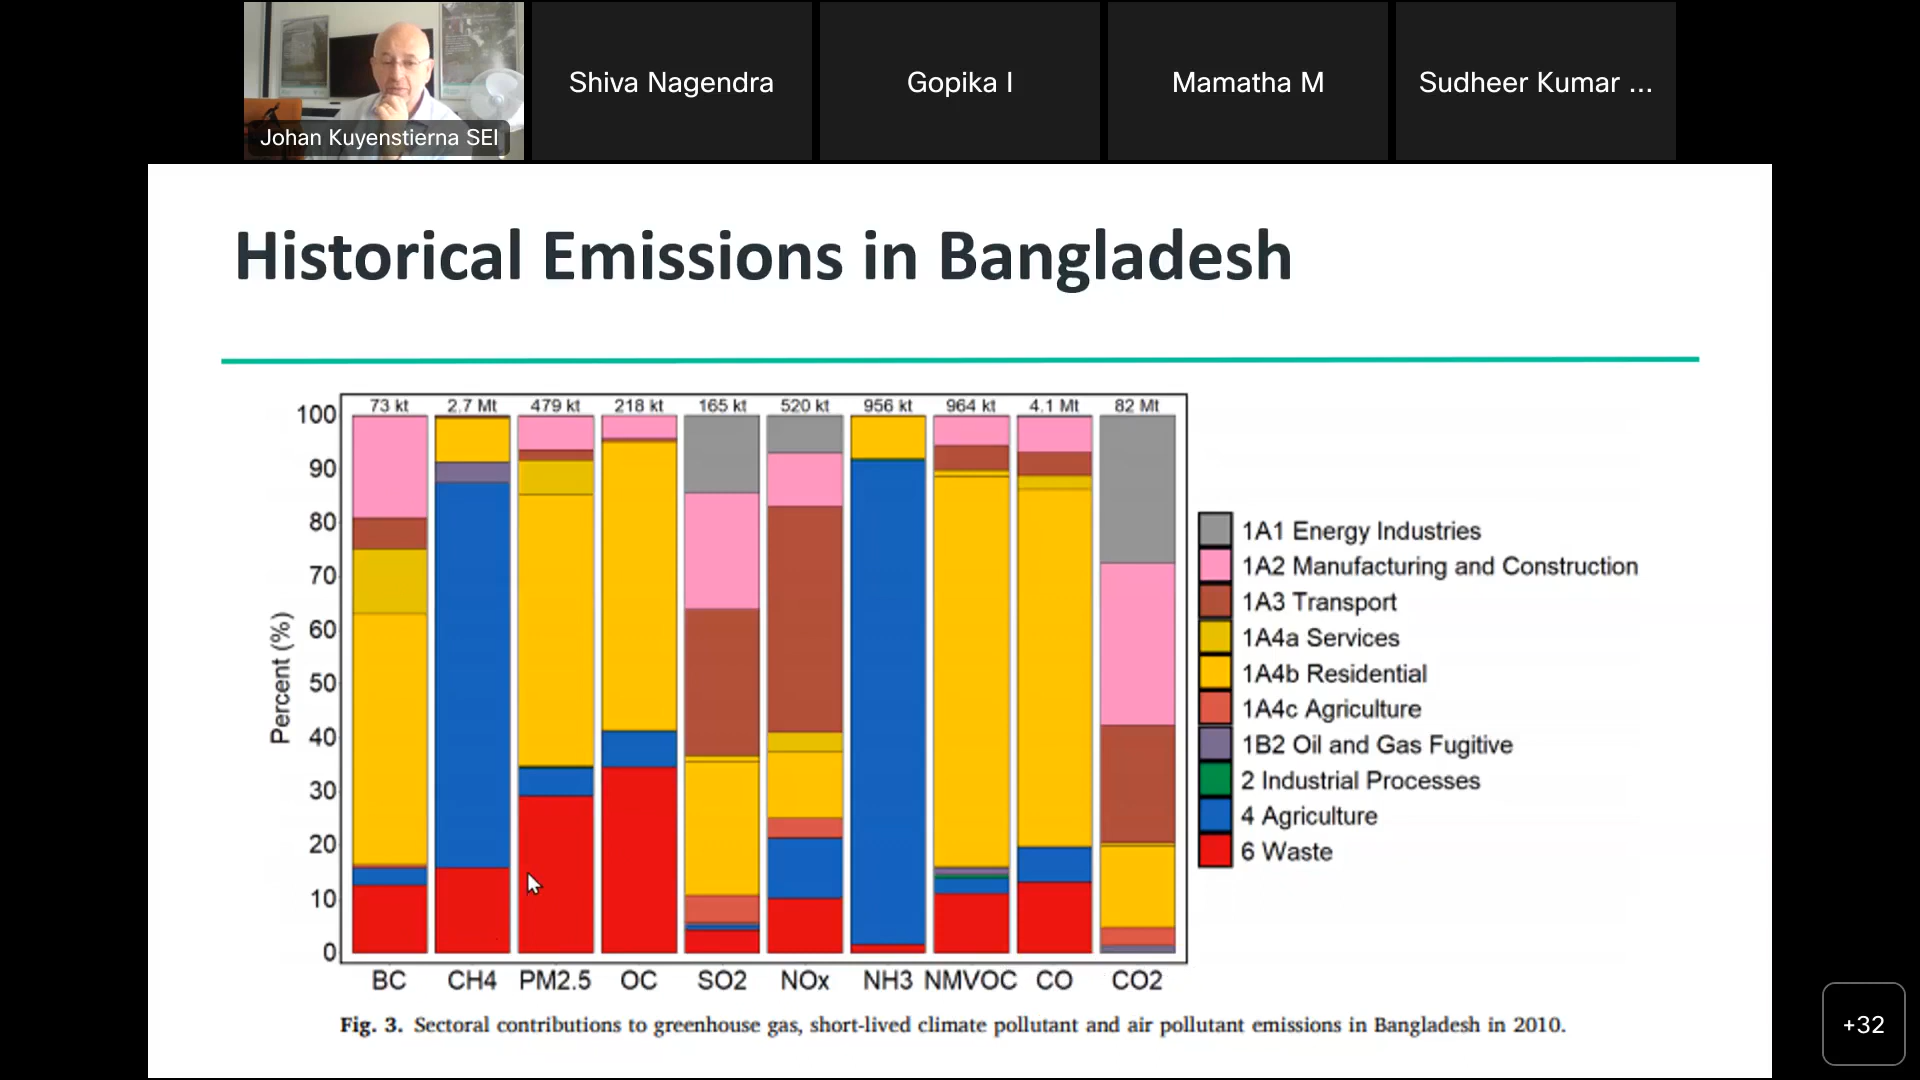 Shiva Nagendra
Gopika I
Mamatha M
Sudheer Kumar ...
Johan Kuyenstierna SEI
Historical Emissions in Bangladesh
73 kt 2.7 Mt 479 kt 218 kt 165 kt 520 kt 956 kt 964 kt 4.1 Mt 82 Mt
100
90
80
70
60
50
40
30
20
10
0
Percent (%)
BC CH4 PM2.5 OC SO2 NOx NH3 NMVOC CO CO2
1A1 Energy Industries
1A2 Manufacturing and Construction
1A3 Transport
1A4a Services
1A4b Residential
1A4c Agriculture
1B2 Oil and Gas Fugitive
2 Industrial Processes
4 Agriculture
6 Waste
Fig. 3. Sectoral contributions to greenhouse gas, short-lived climate pollutant and air pollutant emissions in Bangladesh in 2010.
+32